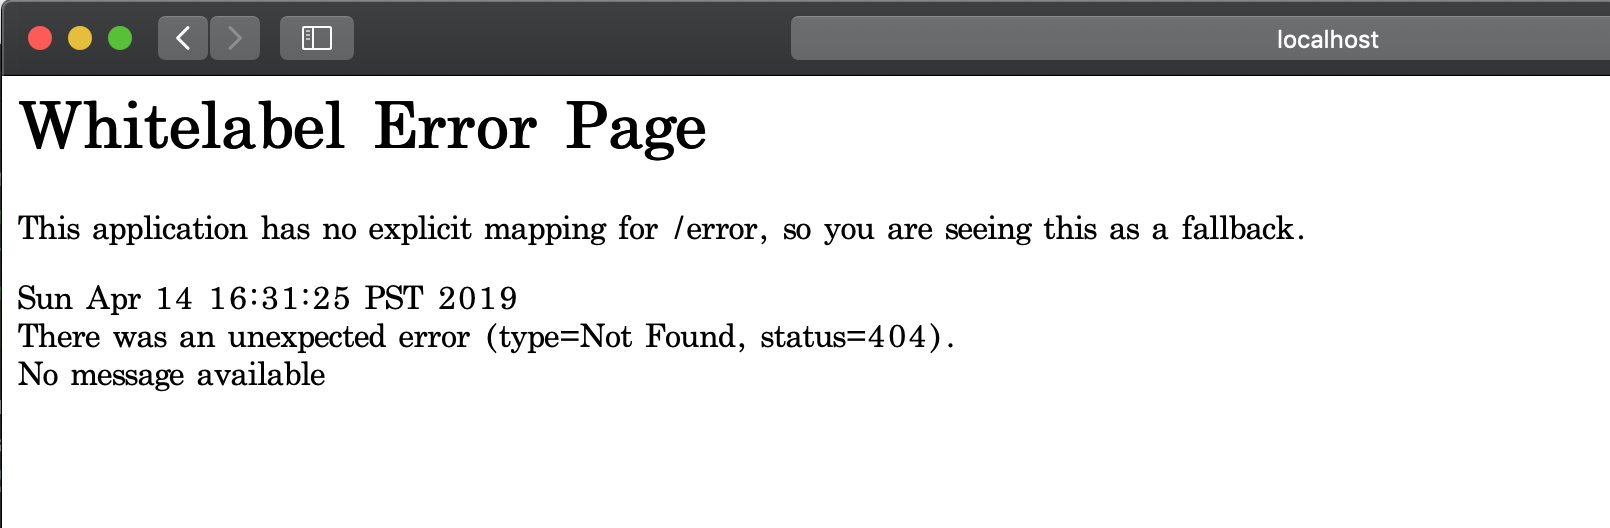 localhost
Whitelabel Error Page
This application has no explicit mapping for /error, so you are seeing this as a fallback.
Sun Apr 14 16:31:25 PST 2019
There was an unexpected error (type=Not Found, status=404).
No message available